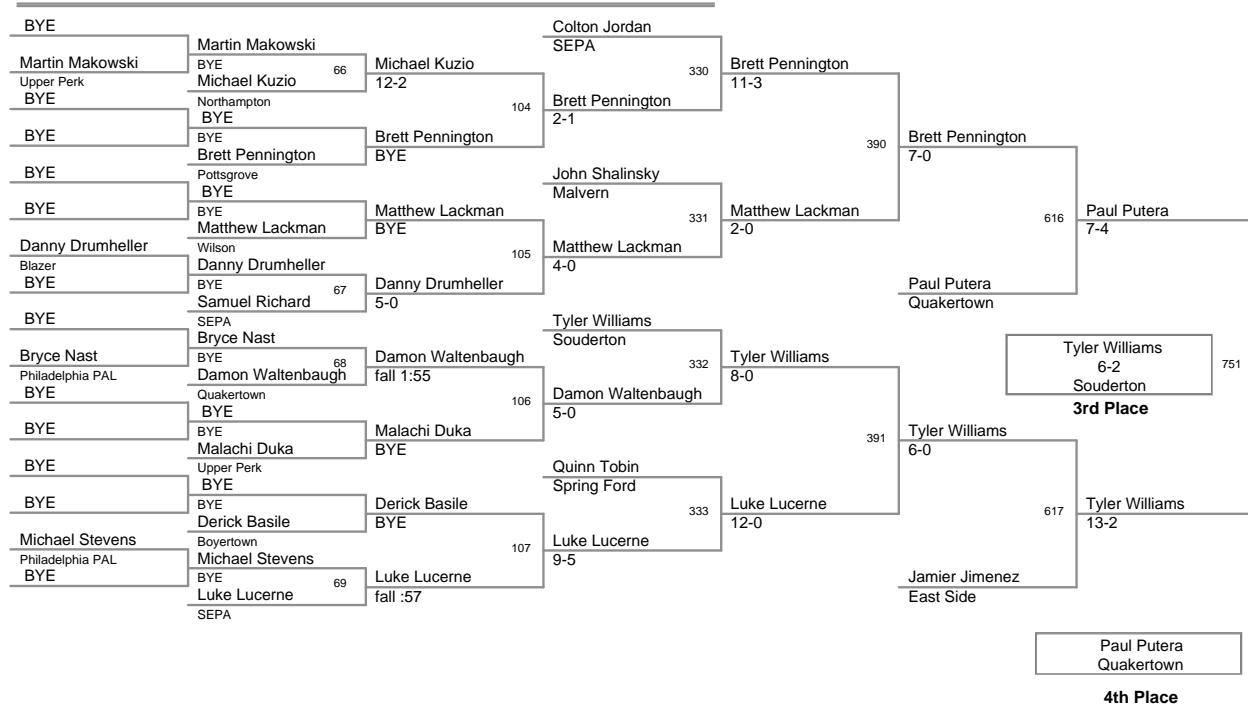 BYE
Martin Makowski
Upper Perk
BYE
BYE
BYE
BYE
Danny Drumheller
Blazer
BYE
BYE
Bryce Nast
Philadelphia PAL
BYE
BYE
BYE
BYE
Michael Stevens
Philadelphia PAL
BYE
Martin Makowski
BYE
66
Michael Kuzio
Northampton
BYE
BYE
Brett Pennington
Pottsgrove
BYE
BYE
Matthew Lackman
Wilson
Danny Drumheller
BYE
67
Samuel Richard
SEPA
Bryce Nast
BYE
68
Damon Waltenbaugh
Quakertown
BYE
BYE
Malachi Duka
Upper Perk
BYE
BYE
Derick Basile
Boyertown
Michael Stevens
BYE
69
Luke Lucerne
SEPA
Michael Kuzio
12-2
104
Brett Pennington
BYE
Matthew Lackman
BYE
105
Danny Drumheller
5-0
Damon Waltenbaugh
fall 1:55
106
Malachi Duka
BYE
Derick Basile
BYE
107
Luke Lucerne
fall :57
Colton Jordan
SEPA
330
Brett Pennington
2-1
John Shalinsky
Malvern
331
Matthew Lackman
4-0
Tyler Williams
Souderton
332
Damon Waltenbaugh
5-0
Quinn Tobin
Spring Ford
333
Luke Lucerne
9-5
Brett Pennington
11-3
390
Matthew Lackman
2-0
Tyler Williams
8-0
391
Luke Lucerne
12-0
Brett Pennington
7-0
616
Paul Putera
Quakertown
Tyler Williams
6-0
617
Jamier Jimenez
East Side
Paul Putera
7-4
Tyler Williams
6-2
Souderton
751
3rd Place
Tyler Williams
13-2
Paul Putera
Quakertown
4th Place